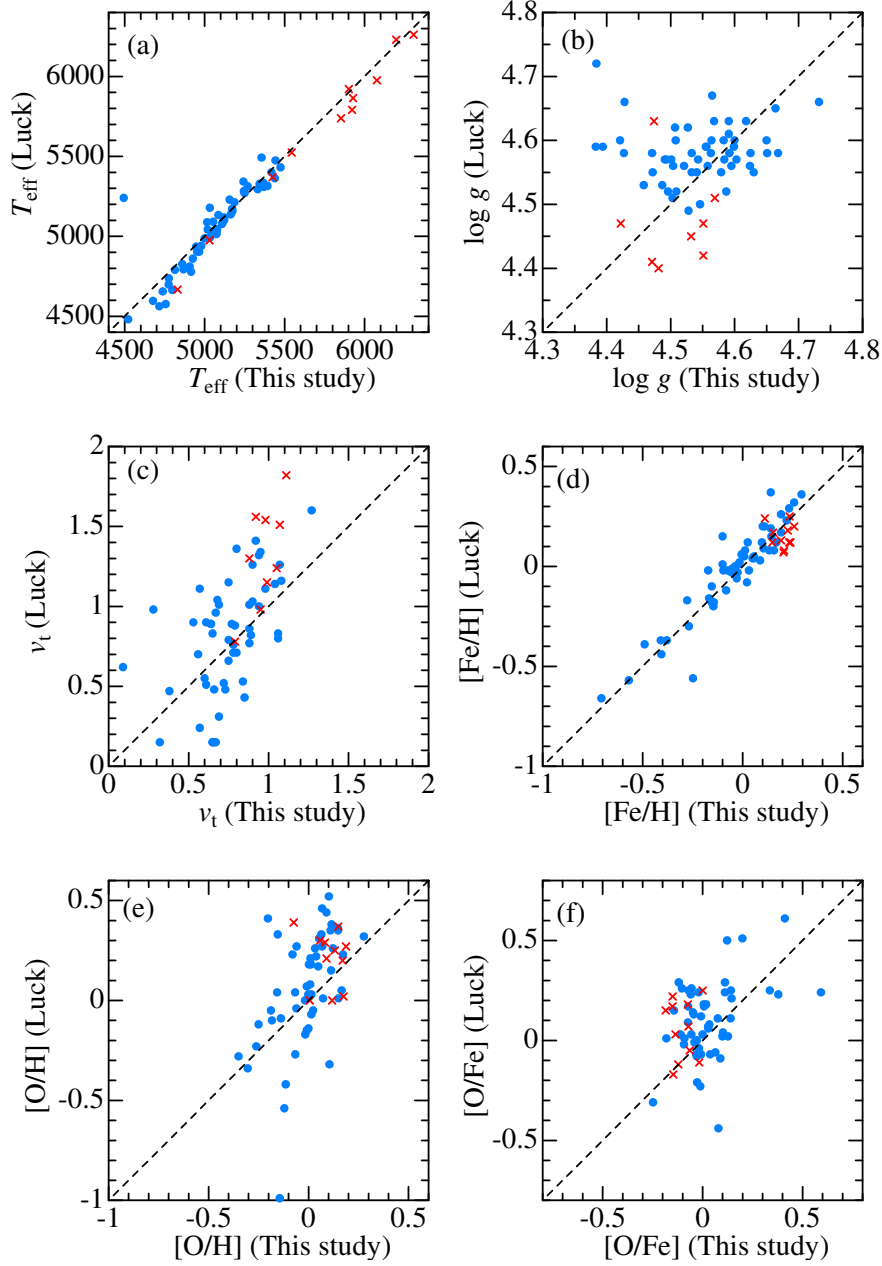 (a)
6000
5500
5000
4500
T_eff (Luck)
4500 5000 5500 6000
T_eff (This study)
(b)
4.8
4.7
4.6
4.5
4.4
4.3
log g (Luck)
4.3 4.4 4.5 4.6 4.7 4.8
log g (This study)
(c)
2
1.5
1
0.5
0
v_t (Luck)
0 0.5 1 1.5 2
v_t (This study)
(d)
0.5
0
-0.5
-1
[Fe/H] (Luck)
-1 -0.5 0 0.5
[Fe/H] (This study)
(e)
0.5
0
-0.5
-1
[O/H] (Luck)
-1 -0.5 0 0.5
[O/H] (This study)
(f)
0.5
0
-0.5
[O/Fe] (Luck)
-0.5 0 0.5
[O/Fe] (This study)